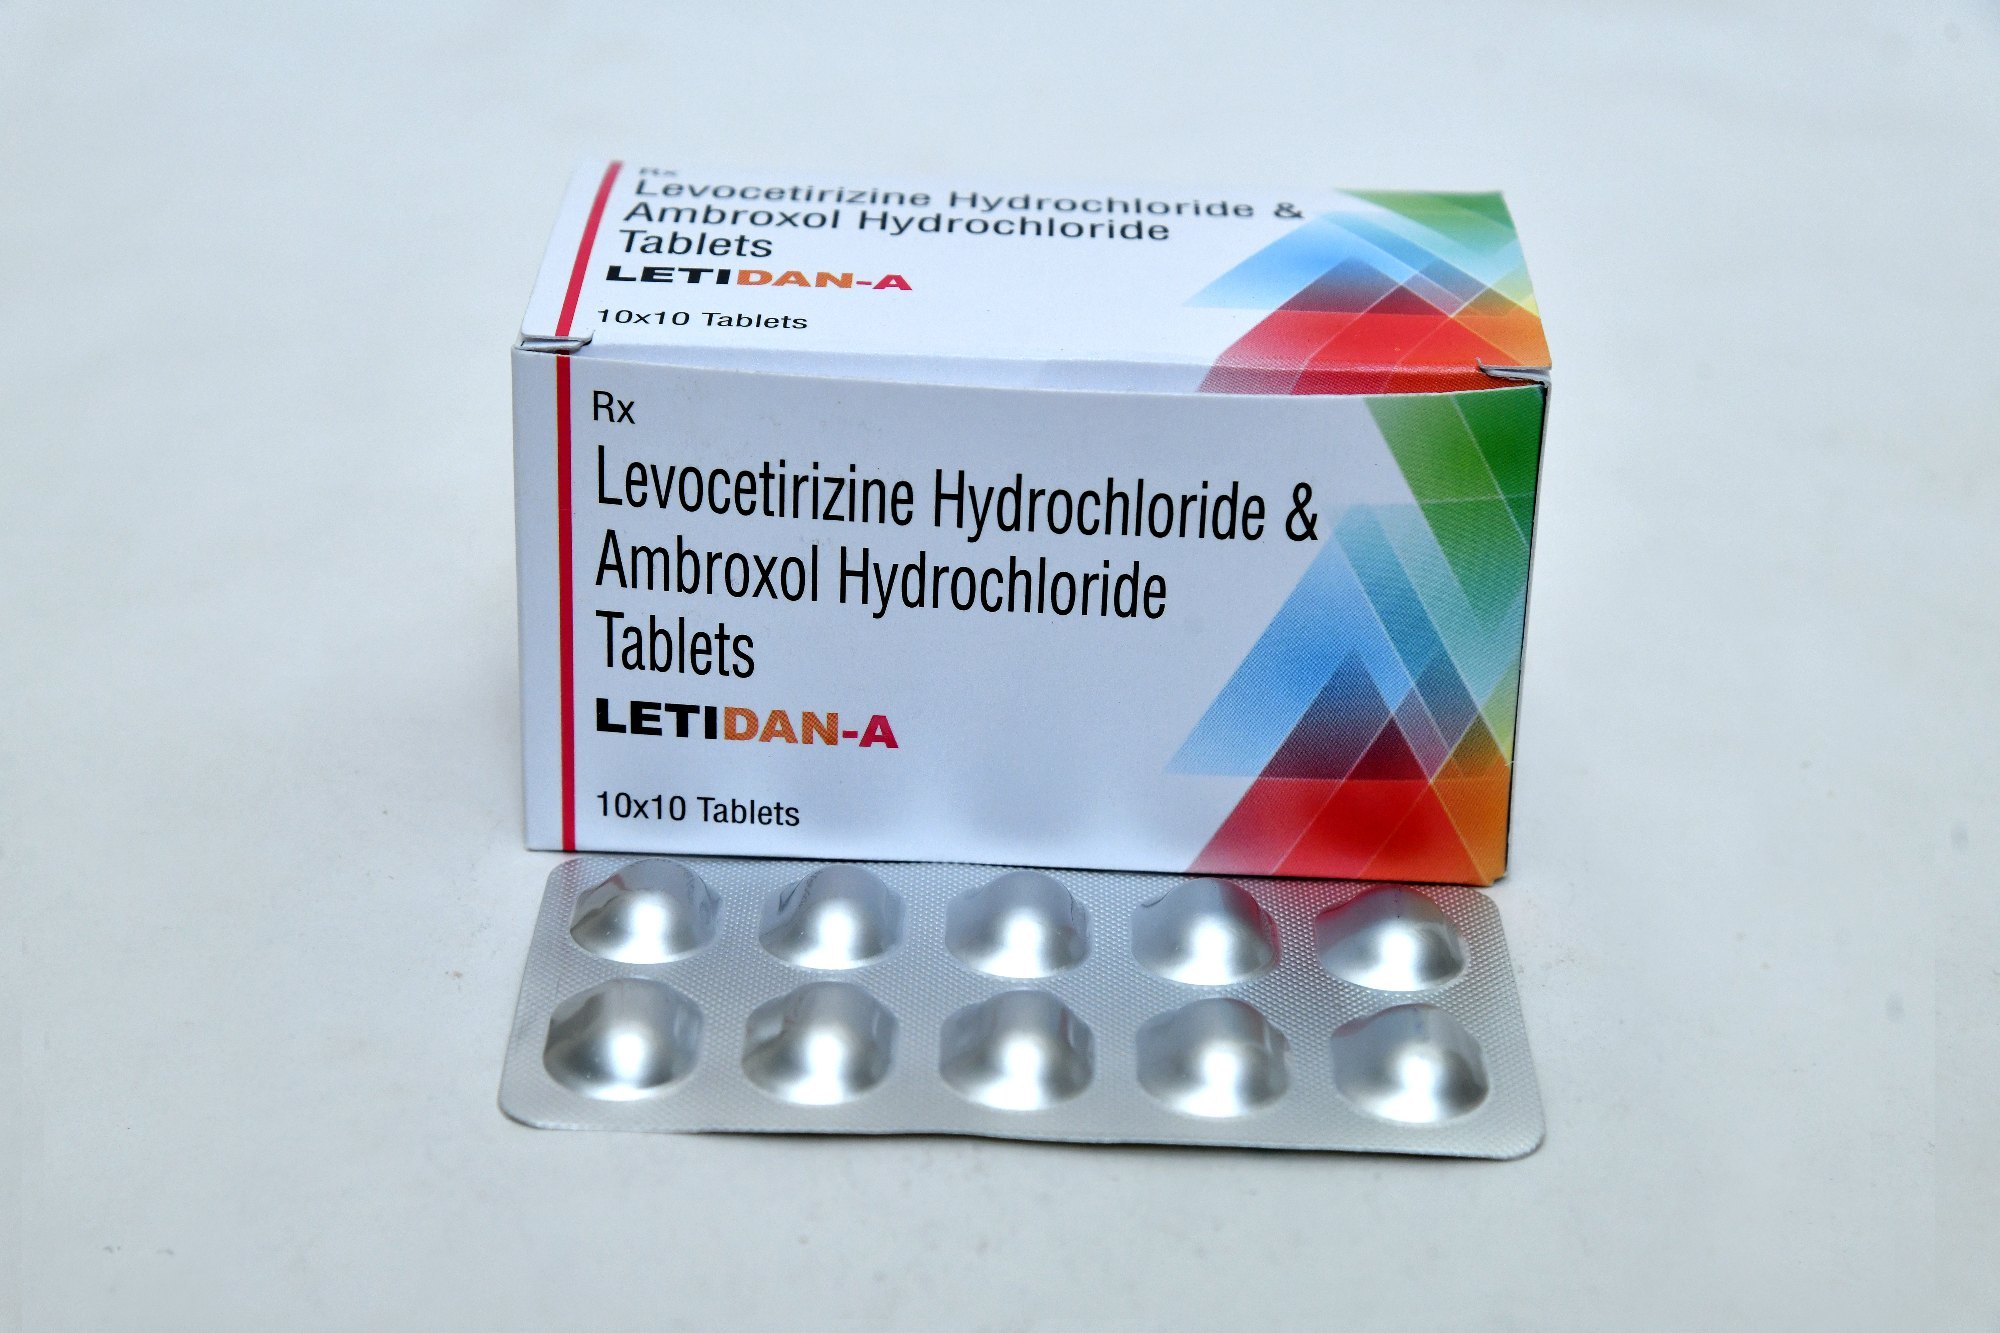 Rx
Levocetirizine Hydrochloride &
Ambroxol Hydrochloride
Tablets
LETIDAN-A
10x10 Tablets
Rx
Levocetirizine Hydrochloride &
Ambroxol Hydrochloride
Tablets
LETIDAN-A
10x10 Tablets